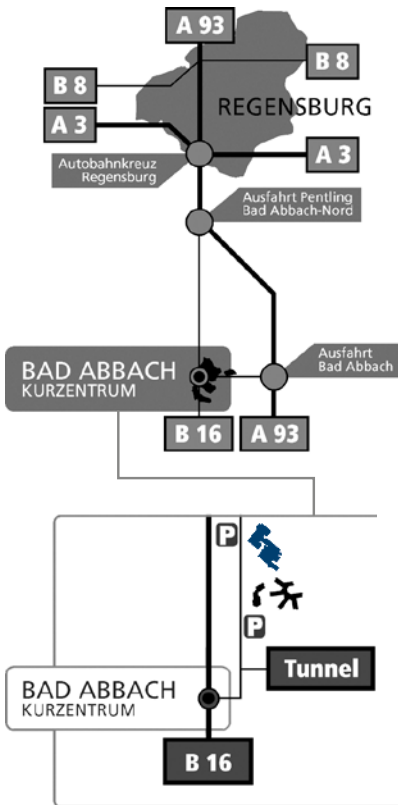 A 93
B 8
B 8
REGENSBURG
A 3
A 3
Autobahnkreuz
Regensburg
Ausfahrt Pentling
Bad Abbach-Nord
Ausfahrt
Bad Abbach
BAD ABBACH
KURZENTRUM
B 16
A 93
P
P
Tunnel
BAD ABBACH
KURZENTRUM
B 16